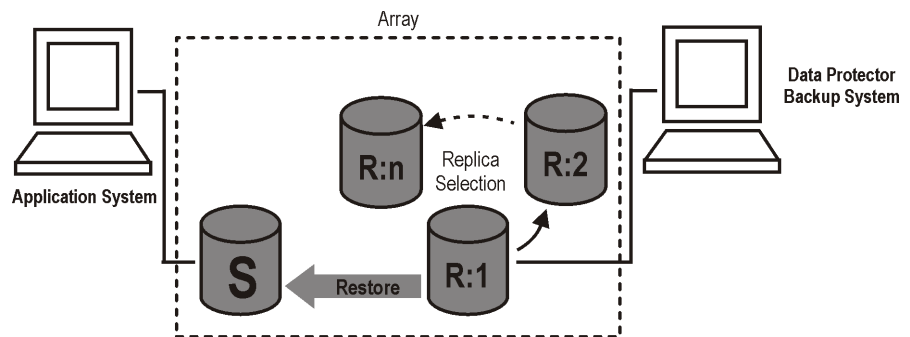 Array
Data Protector
Backup System
R:n
R:2
Replica
Selection
Application System
S
Restore
R:1